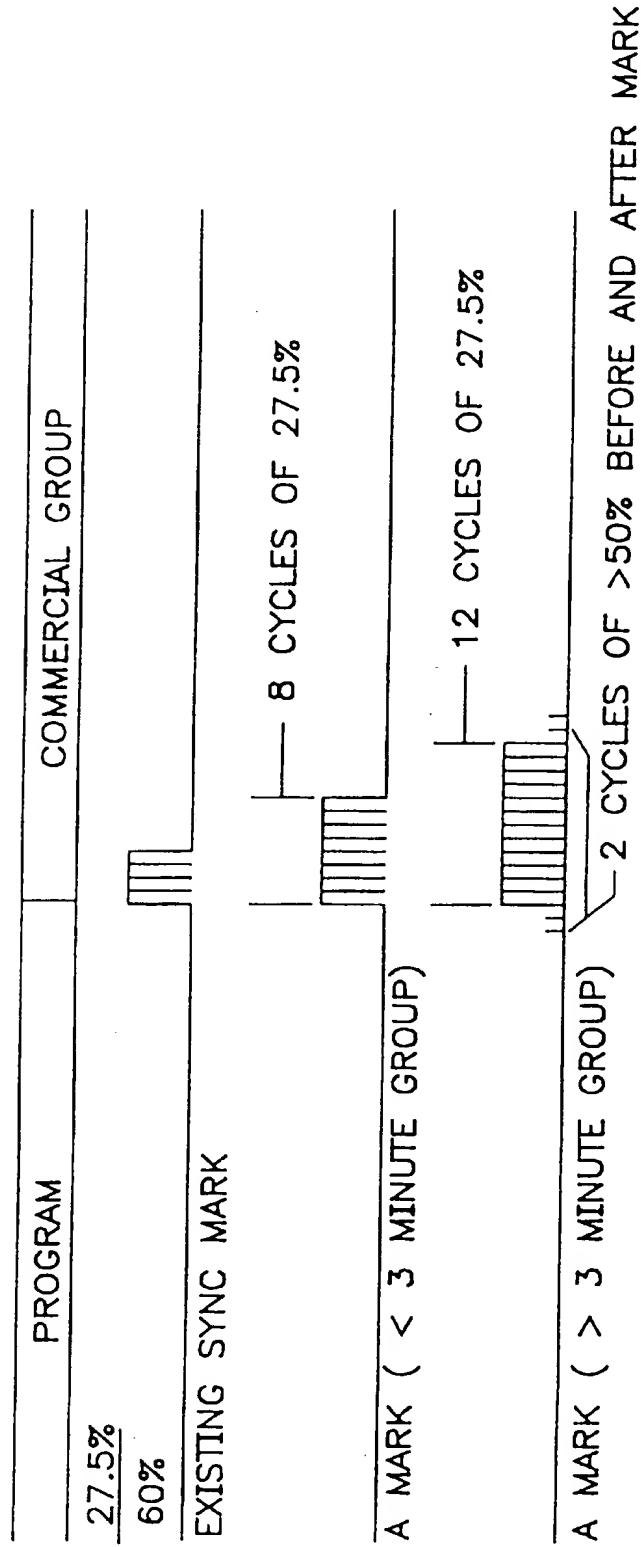 PROGRAM
COMMERCIAL GROUP
27.5%
60%
EXISTING SYNC MARK
8 CYCLES OF 27.5%
A MARK ( < 3 MINUTE GROUP)
12 CYCLES OF 27.5%
A MARK ( > 3 MINUTE GROUP)
2 CYCLES OF >50% BEFORE AND AFTER MARK